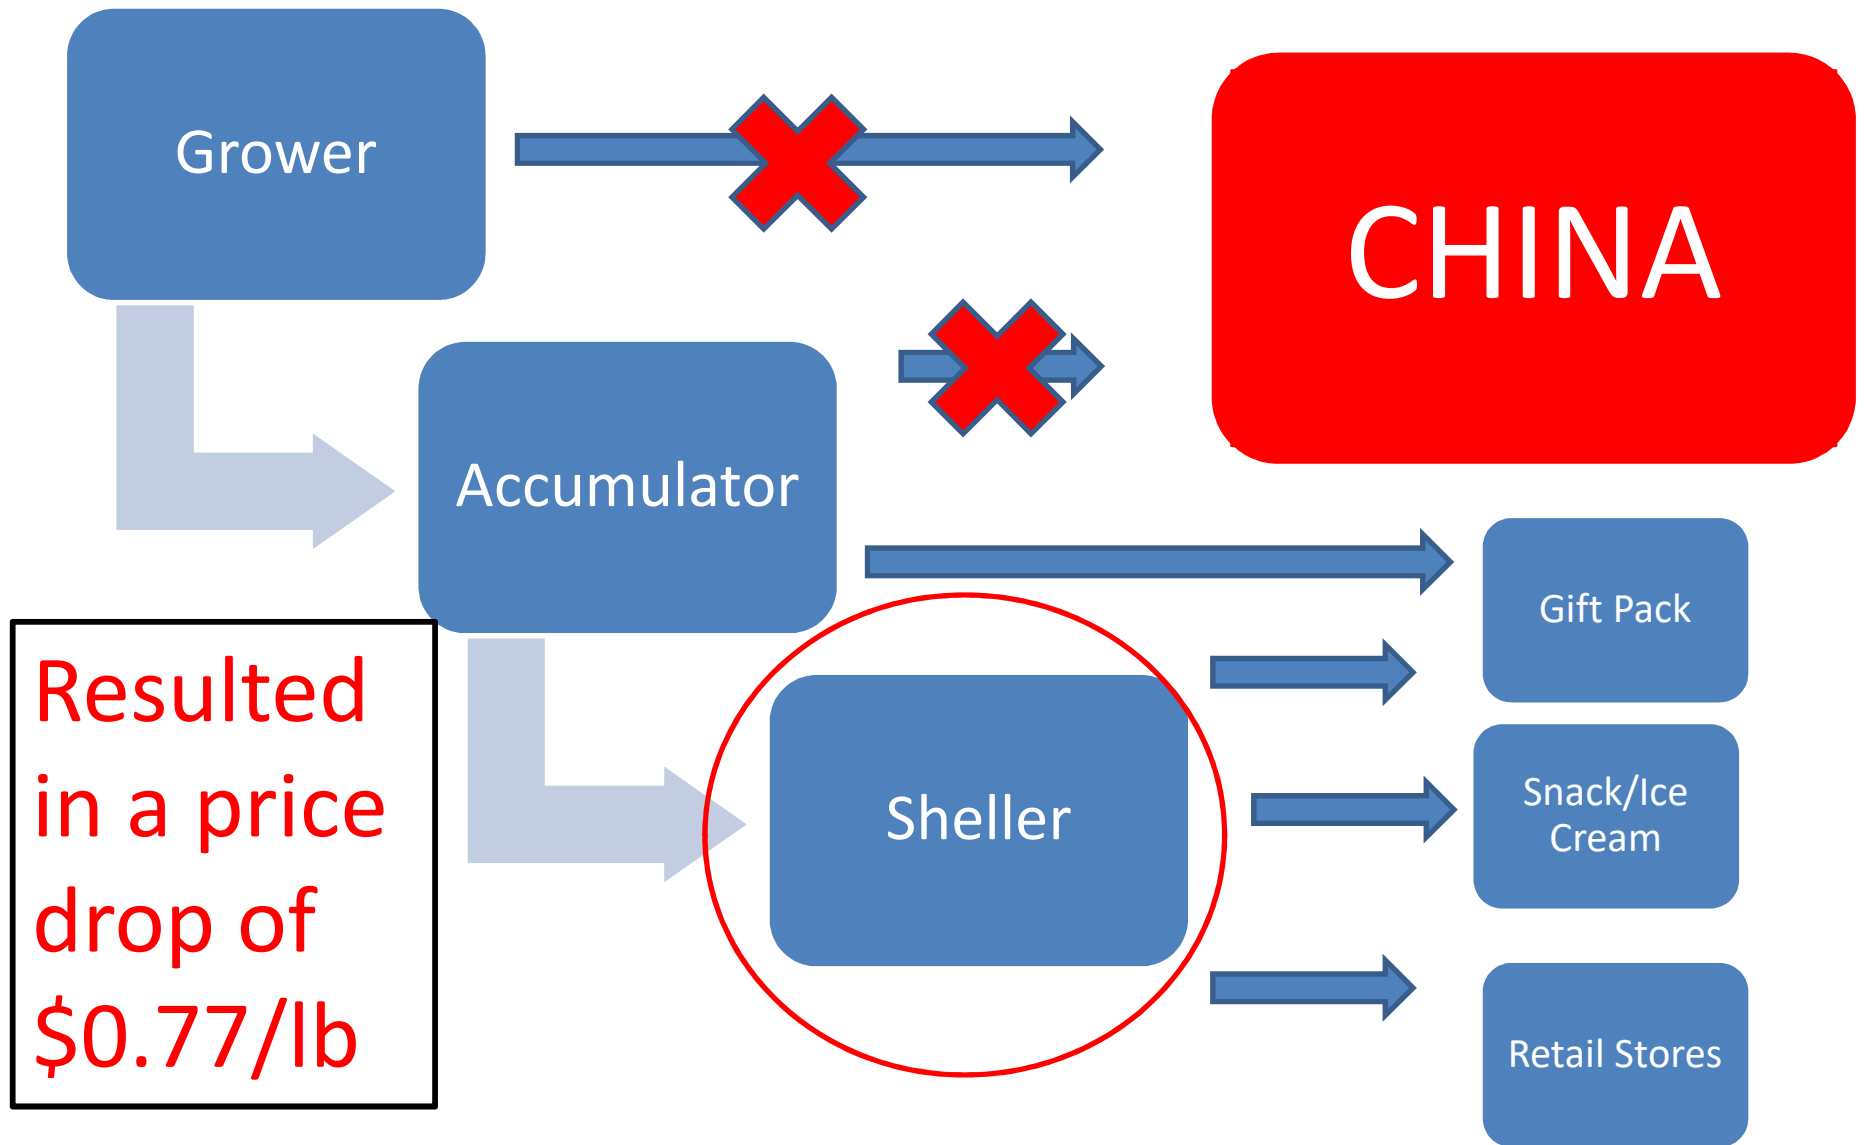 Grower
CHINA
Accumulator
Gift Pack
Resulted
in a price
drop of
$0.77/lb
Sheller
Snack/Ice
Cream
Retail Stores